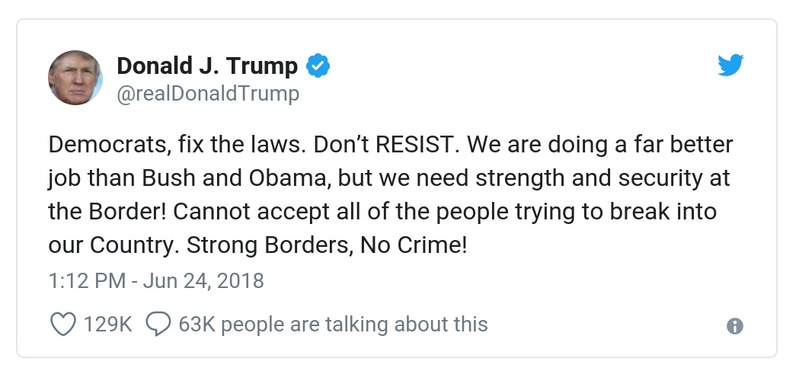 Donald J. Trump
@realDonaldTrump
Democrats, fix the laws. Don’t RESIST. We are doing a far better
job than Bush and Obama, but we need strength and security at
the Border! Cannot accept all of the people trying to break into
our Country. Strong Borders, No Crime!
1:12 PM - Jun 24, 2018
129K 63K people are talking about this